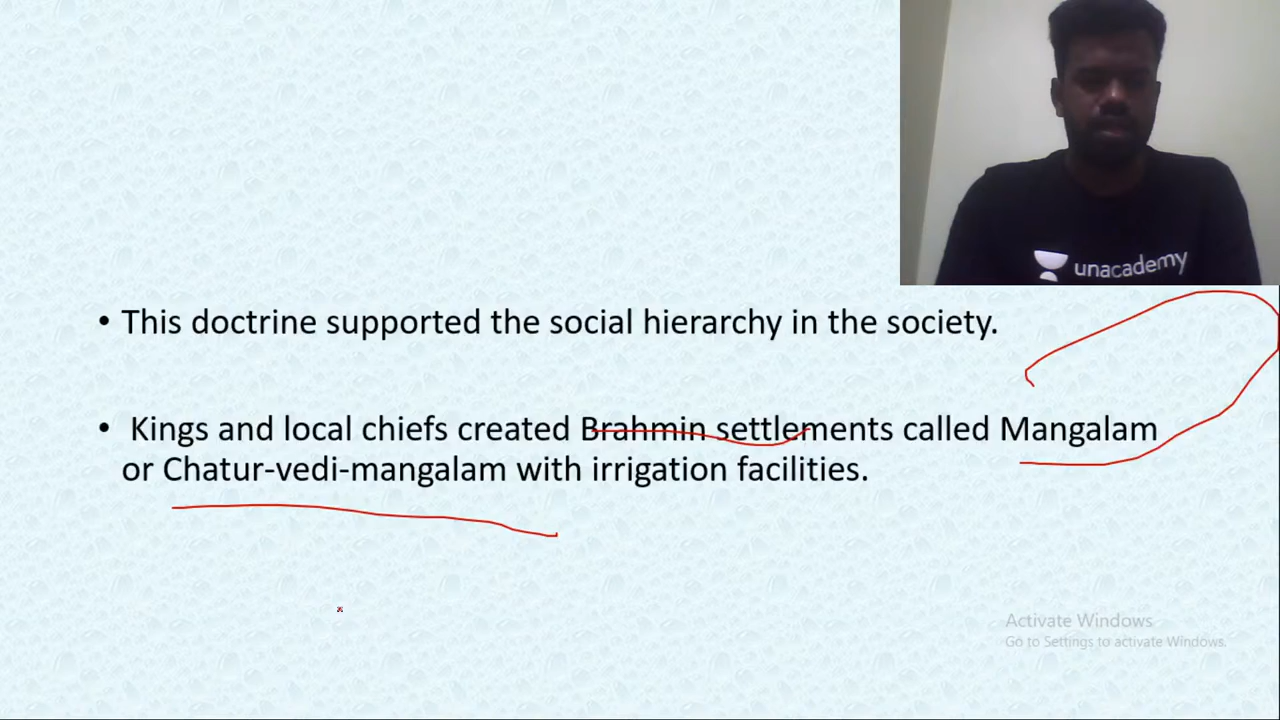 unacademy
• This doctrine supported the social hierarchy in the society.
• Kings and local chiefs created Brahmin settlements called Mangalam
or Chatur-vedi-mangalam with irrigation facilities.
Activate Windows
Go to Settings to activate Windows.